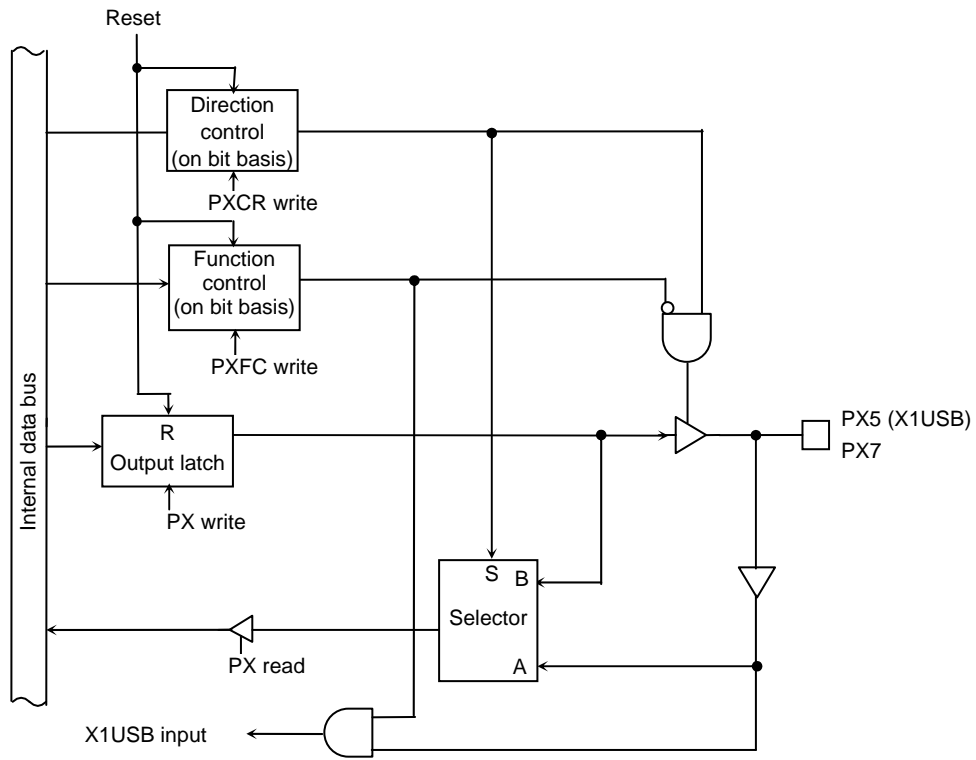 Reset
Direction
control
(on bit basis)
PXCR write
Function
control
(on bit basis)
PXFC write
Internal data bus
R
Output latch
PX write
PX5 (X1USB)
PX7
S
B
Selector
A
PX read
X1USB input